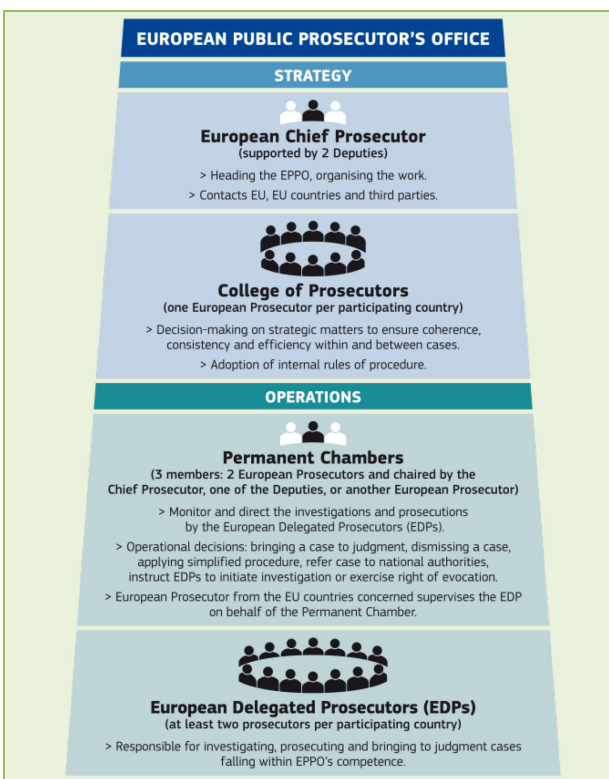 EUROPEAN PUBLIC PROSECUTOR'S OFFICE
STRATEGY
European Chief Prosecutor
(supported by 2 Deputies)
> Heading the EPPO, organising the work.
> Contacts EU, EU countries and third parties.
College of Prosecutors
(one European Prosecutor per participating country)
> Decision-making on strategic matters to ensure coherence,
consistency and efficiency within and between cases.
> Adoption of internal rules of procedure.
OPERATIONS
Permanent Chambers
(3 members: 2 European Prosecutors and chaired by the
Chief Prosecutor, one of the Deputies, or another European Prosecutor)
> Monitor and direct the investigations and prosecutions
by the European Delegated Prosecutors (EDPs).
> Operational decisions: bringing a case to judgment, dismissing a case,
applying simplified procedure, refer case to national authorities,
instruct EDPs to initiate investigation or exercise right of evocation.
> European Prosecutor from the EU countries concerned supervises the EDP
on behalf of the Permanent Chamber.
European Delegated Prosecutors (EDPs)
(at least two prosecutors per participating country)
> Responsible for investigating, prosecuting and bringing to judgment cases
falling within EPPO's competence.